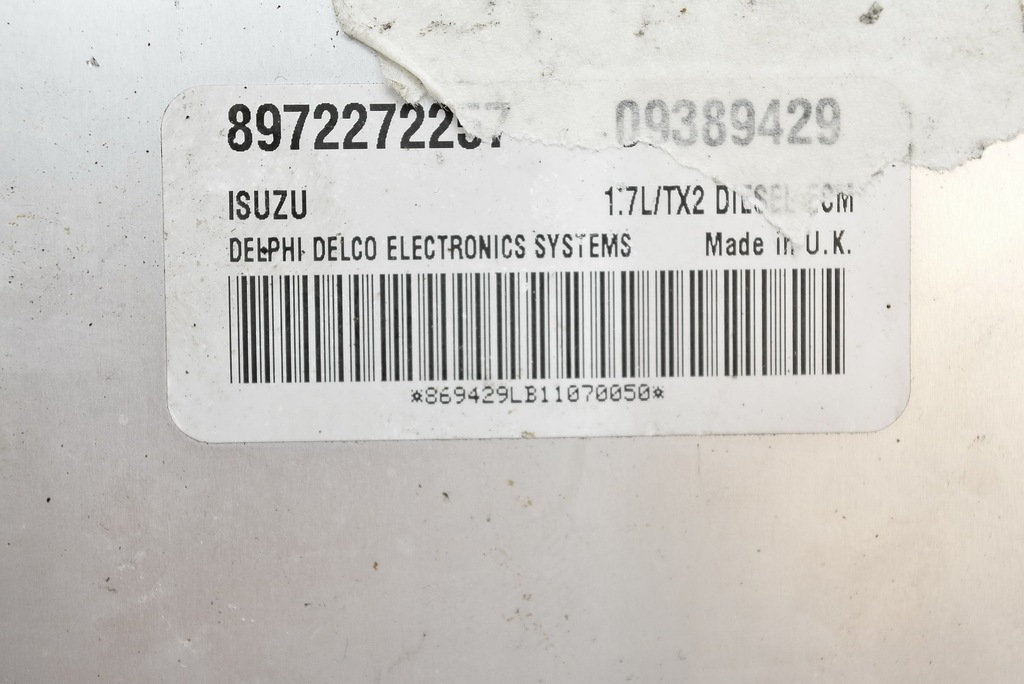 09389429
ISUZU 1.7L/TX2 DIESEL ECM
DELPHI DELCO ELECTRONICS SYSTEMS Made in U.K.
*869429LB11070050*